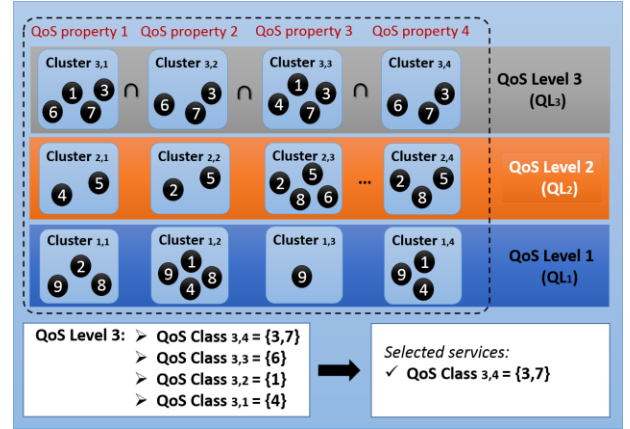 QoS property 1 QoS property 2 QoS property 3 QoS property 4
Cluster 3,1 Cluster 3,2 Cluster 3,3 Cluster 3,4
1 3 6 7 ∩ 3 6 7 ∩ 1 3 4 7 ∩ 3 6 7
QoS Level 3
(QL3)
Cluster 2,1 Cluster 2,2 Cluster 2,3 Cluster 2,4
5 4 5 2 5 2 8 6 ... 2 5 8
QoS Level 2
(QL2)
Cluster 1,1 Cluster 1,2 Cluster 1,3 Cluster 1,4
2 9 8 1 9 8 4 9 1 9 4
QoS Level 1
(QL1)
QoS Level 3: ➢ QoS Class 3,4 = {3,7}
➢ QoS Class 3,3 = {6}
➢ QoS Class 3,2 = {1}
➢ QoS Class 3,1 = {4}
Selected services:
✓ QoS Class 3,4 = {3,7}